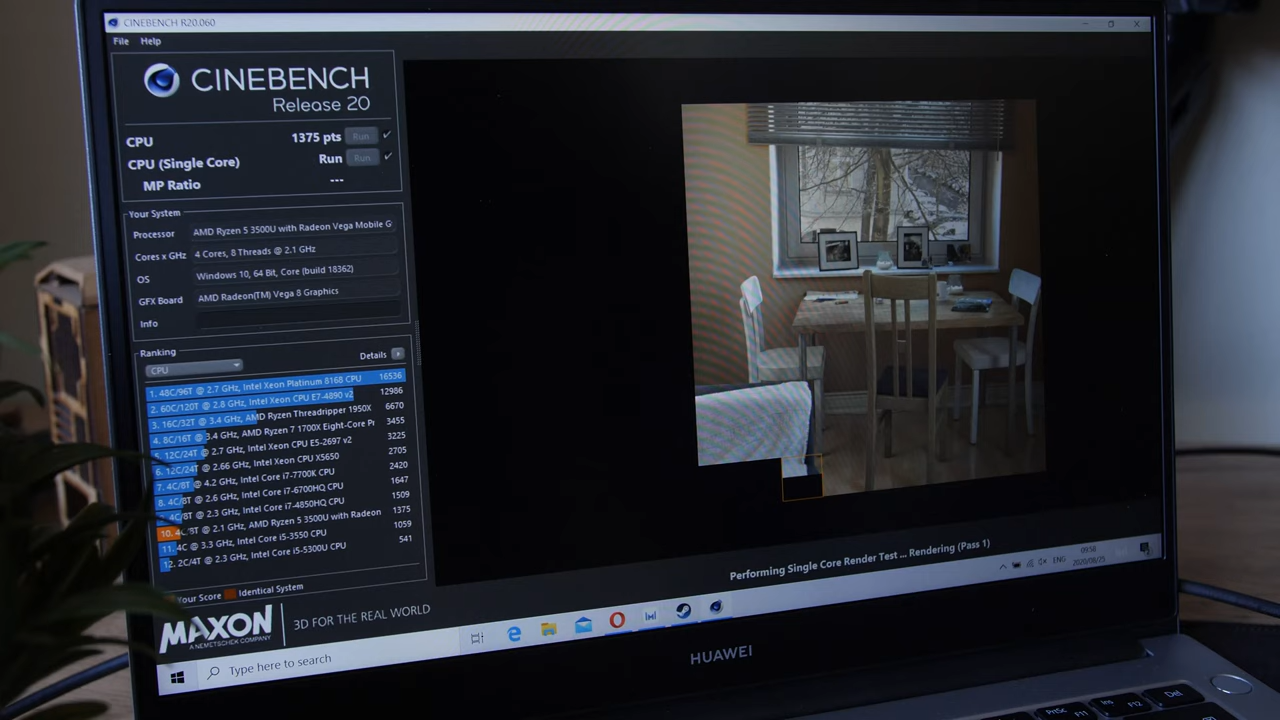 CINEBENCH R20.060
File Help
CINEBENCH
Release 20
CPU 1375 pts Run
CPU (Single Core) Run Run
MP Ratio ---
Your System
Processor AMD Ryzen 5 3500U with Radeon Vega Mobile G
Cores x GHz 4 Cores, 8 Threads @ 2.1 GHz
OS Windows 10, 64 Bit, Core (build 18362)
GFX Board AMD Radeon(TM) Vega 8 Graphics
Info
Ranking
CPU Details
1. 48C/96T @ 2.7 GHz, Intel Xeon Platinum 8168 CPU 16536
2. 60C/120T @ 2.8 GHz, Intel Xeon CPU E7-4890 v2 12986
3. 16C/32T @ 3.4 GHz, AMD Ryzen Threadripper 1950X 6670
4. 8C/16T @ 3.4 GHz, AMD Ryzen 7 1700X Eight-Core Pr 3455
5. 12C/24T @ 2.7 GHz, Intel Xeon CPU E5-2697 v2 3225
6. 12C/24T @ 2.66 GHz, Intel Xeon CPU X5650 2705
7. 4C/8T @ 4.2 GHz, Intel Core i7-7700K CPU 2420
8. 4C/8T @ 2.6 GHz, Intel Core i7-6700HQ CPU 1647
9. 4C/8T @ 2.3 GHz, Intel Core i7-4850HQ CPU 1509
10. 4C/8T @ 2.1 GHz, AMD Ryzen 5 3500U with Radeon 1375
11. 4C @ 3.3 GHz, Intel Core i5-3550 CPU 1059
12. 2C/4T @ 2.3 GHz, Intel Core i5-5300U CPU 541
Your Score Identical System
MAXON
A NEMETSCHEK COMPANY
3D FOR THE REAL WORLD
Performing Single Core Render Test ... Rendering (Pass 1)
Type here to search
ENG
09:58
2020/08/25
HUAWEI
PrtSc
F11
Ins
F12
Del